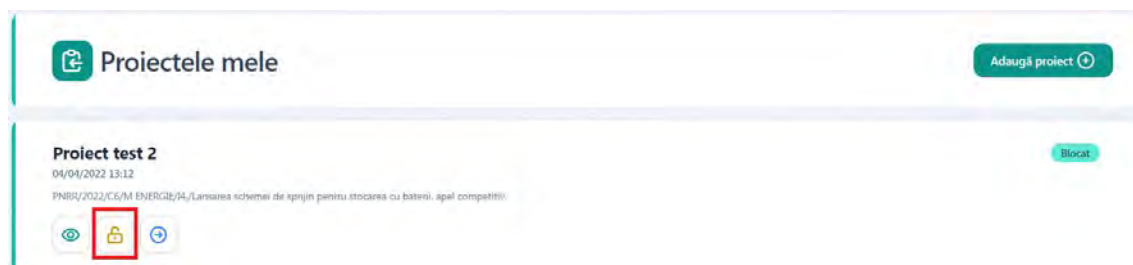 Proiectele mele
Adaugă proiect
Proiect test 2
Blocat
04/04/2022 13:12
PNRR/2022/C6/M ENERGIE/I4./Lansarea schemei de sprijin pentru stocarea cu baterii. apel competitiv.